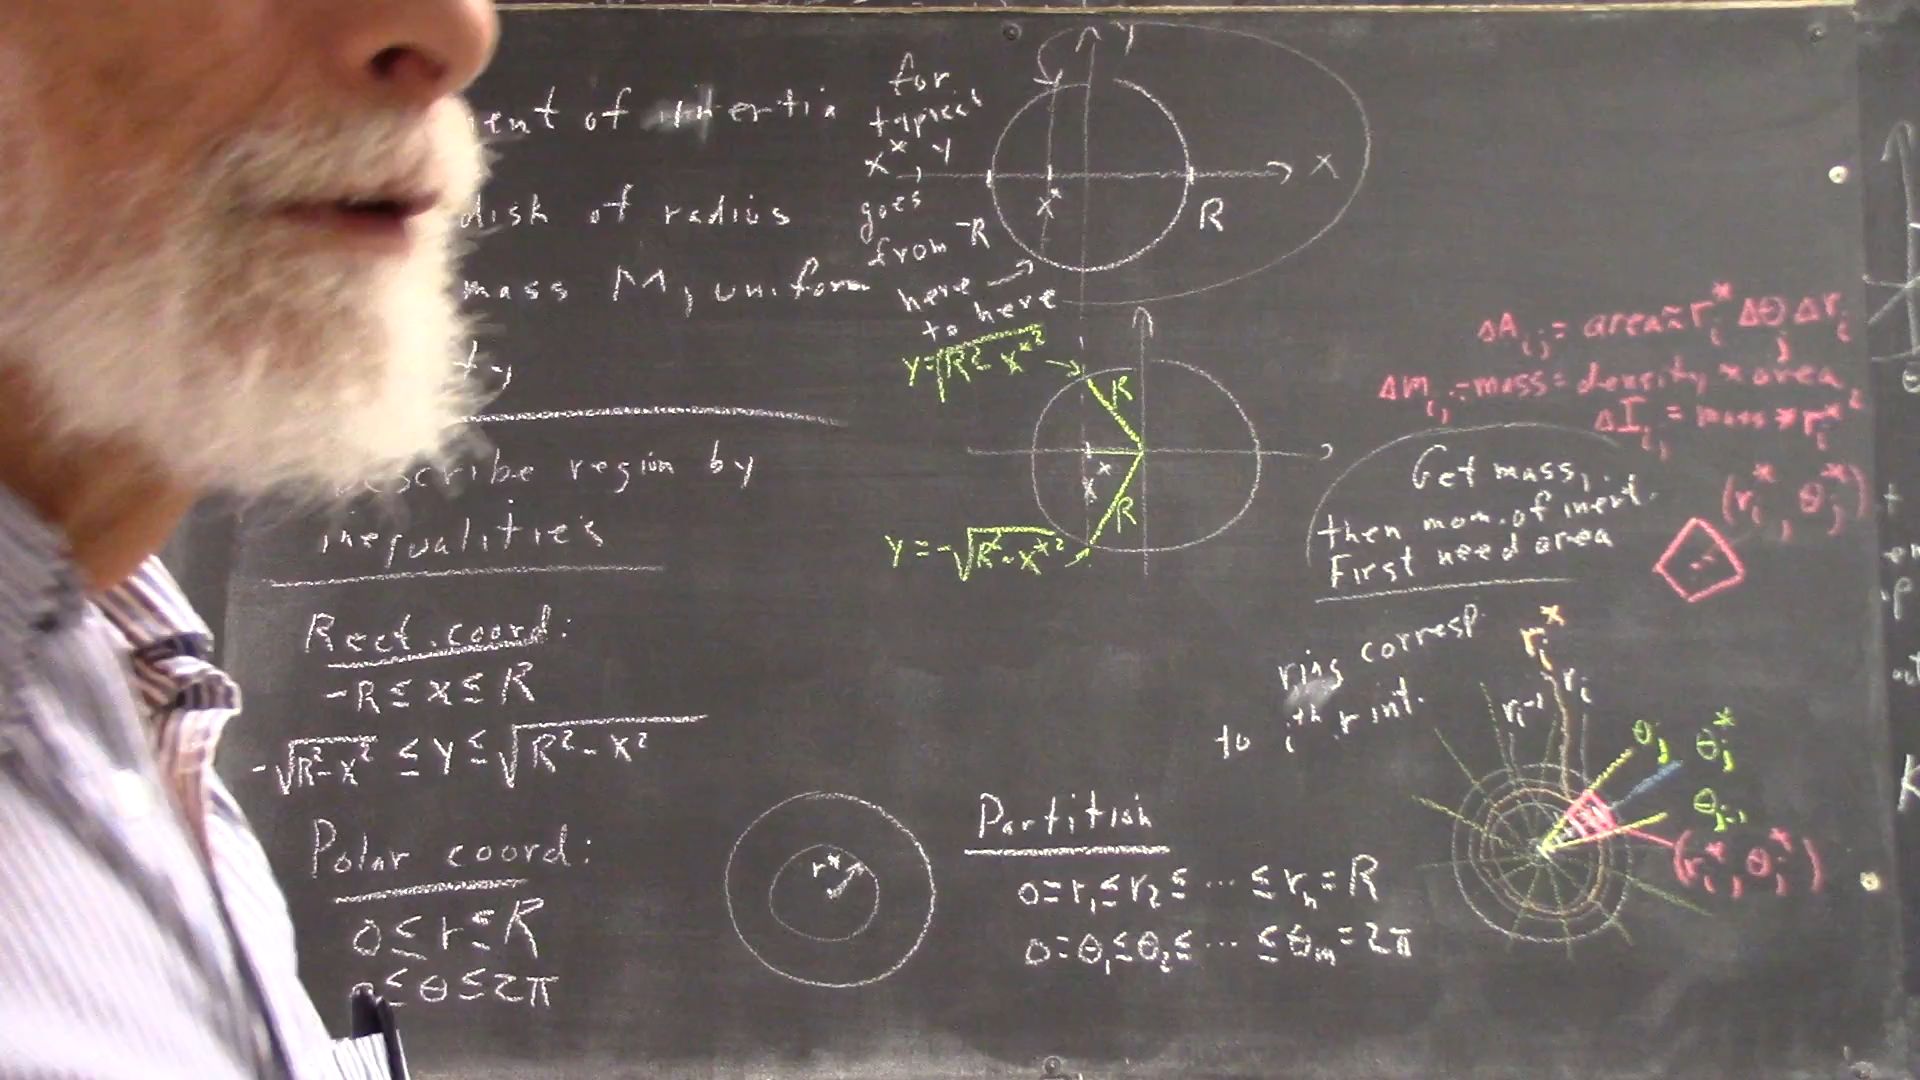 ent of inertia
disk of radius
mass M, uniform
ty
for
typical
x*, y
goes
from -R
here →
to here
Y
X
x*
R
y=√R²-x*²
R
x*
R
y=-√R²-x*²
scribe region by
inequalities
Rect. coord:
-R ≤ x ≤ R
-√R²-x² ≤ y ≤ √R²-x²
Polar coord:
0 ≤ r ≤ R
0 ≤ θ ≤ 2π
r*
Partition
0=r₁≤r₂≤ ··· ≤rₙ=R
0=θ₁≤θ₂≤ ··· ≤θₘ=2π
ΔAᵢⱼ = area ≈ rᵢ* Δθⱼ Δrᵢ
Δmᵢⱼ = mass = density * area
ΔIᵢⱼ = mass * rᵢ*²
Get mass,
then mom. of inert.
First need area
(rᵢ*, θⱼ*)
ring corresp.
to iᵗʰ r int.
rᵢ*
rᵢ
rᵢ₋₁
θⱼ
θⱼ*
θⱼ₋₁
(rᵢ*, θⱼ*)